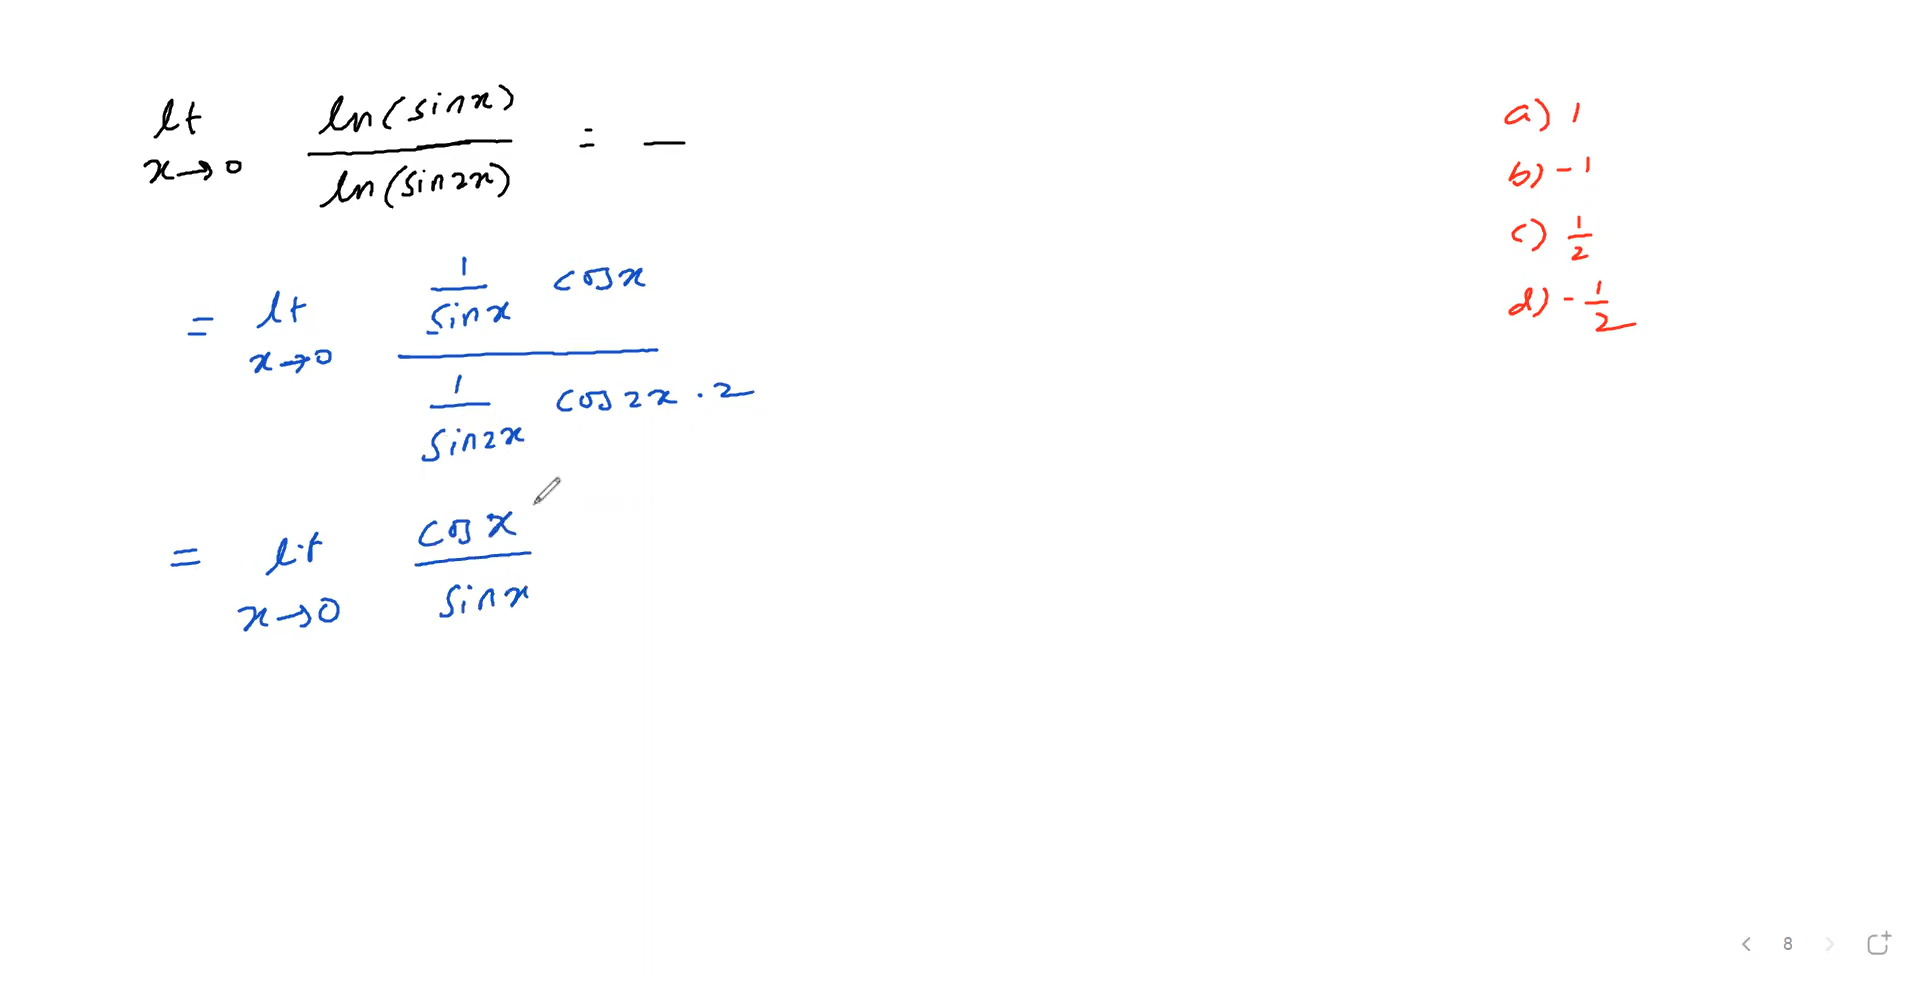 lt x→0 ln(sinx) / ln(sin2x) = —
= lt x→0 (1/sinx cosx) / (1/sin2x cos2x . 2)
= lit x→0 cosx / sinx
a) 1
b) -1
c) 1/2
d) -1/2
8